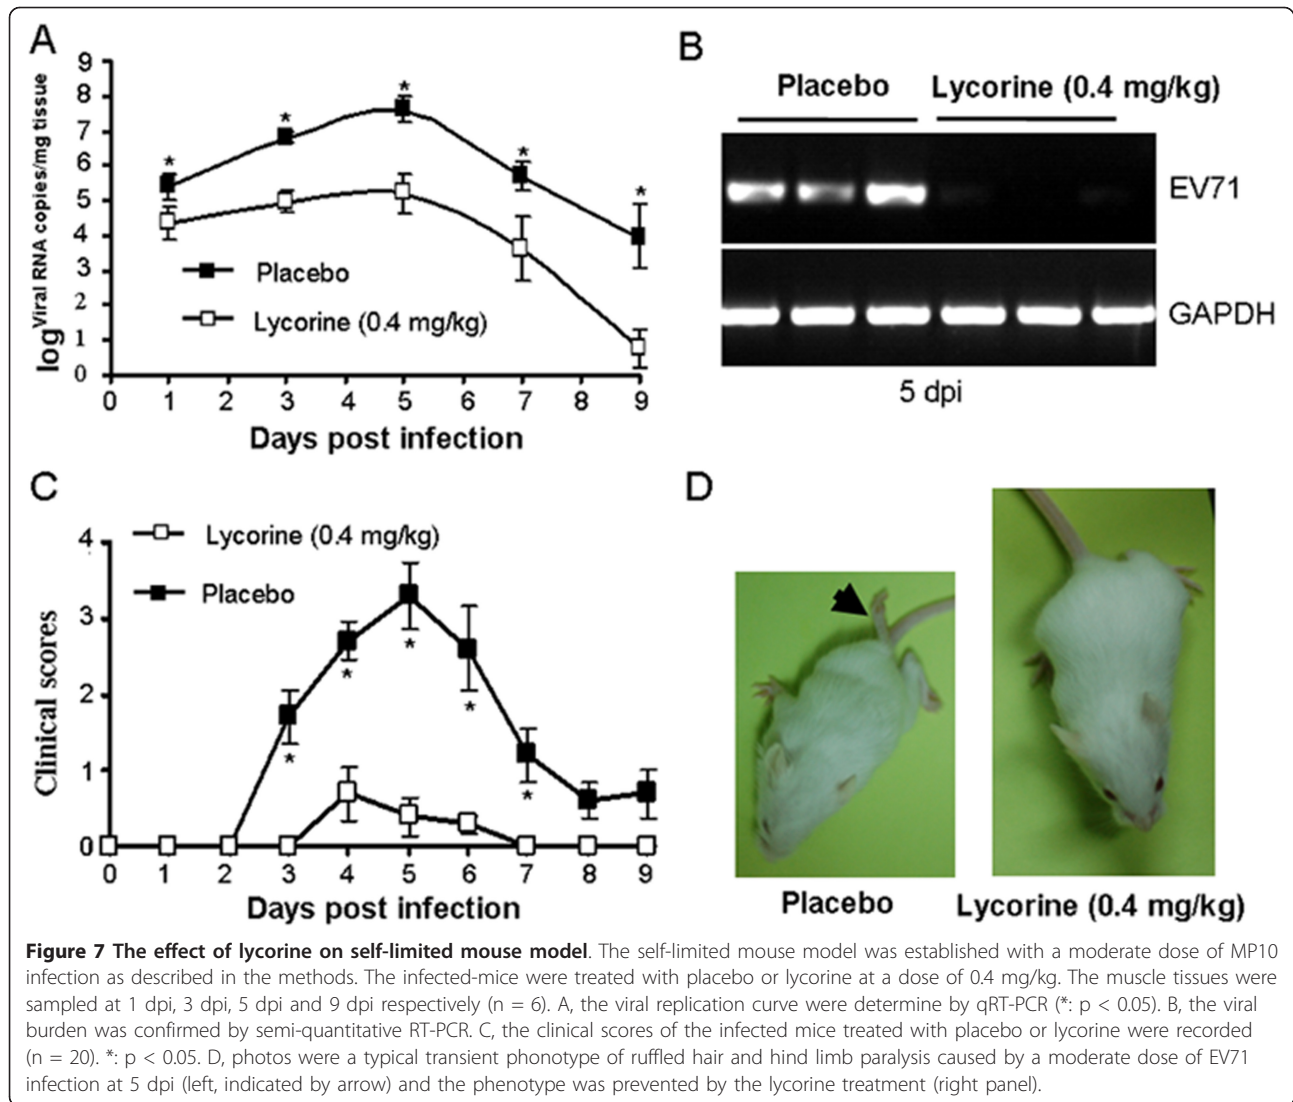 A
9
8
7
6
5
4
3
2
1
0
log Viral RNA copies/mg tissue
* * * * *
Placebo
Lycorine (0.4 mg/kg)
0 1 2 3 4 5 6 7 8 9
Days post infection
B
Placebo Lycorine (0.4 mg/kg)
EV71
GAPDH
5 dpi
C
Lycorine (0.4 mg/kg)
Placebo
4
3
2
1
0
Clinical scores
* * * * *
0 1 2 3 4 5 6 7 8 9
Days post infection
D
Placebo Lycorine (0.4 mg/kg)
Figure 7 The effect of lycorine on self-limited mouse model. The self-limited mouse model was established with a moderate dose of MP10
infection as described in the methods. The infected-mice were treated with placebo or lycorine at a dose of 0.4 mg/kg. The muscle tissues were
sampled at 1 dpi, 3 dpi, 5 dpi and 9 dpi respectively (n = 6). A, the viral replication curve were determine by qRT-PCR (*: p < 0.05). B, the viral
burden was confirmed by semi-quantitative RT-PCR. C, the clinical scores of the infected mice treated with placebo or lycorine were recorded
(n = 20). *: p < 0.05. D, photos were a typical transient phonotype of ruffled hair and hind limb paralysis caused by a moderate dose of EV71
infection at 5 dpi (left, indicated by arrow) and the phenotype was prevented by the lycorine treatment (right panel).